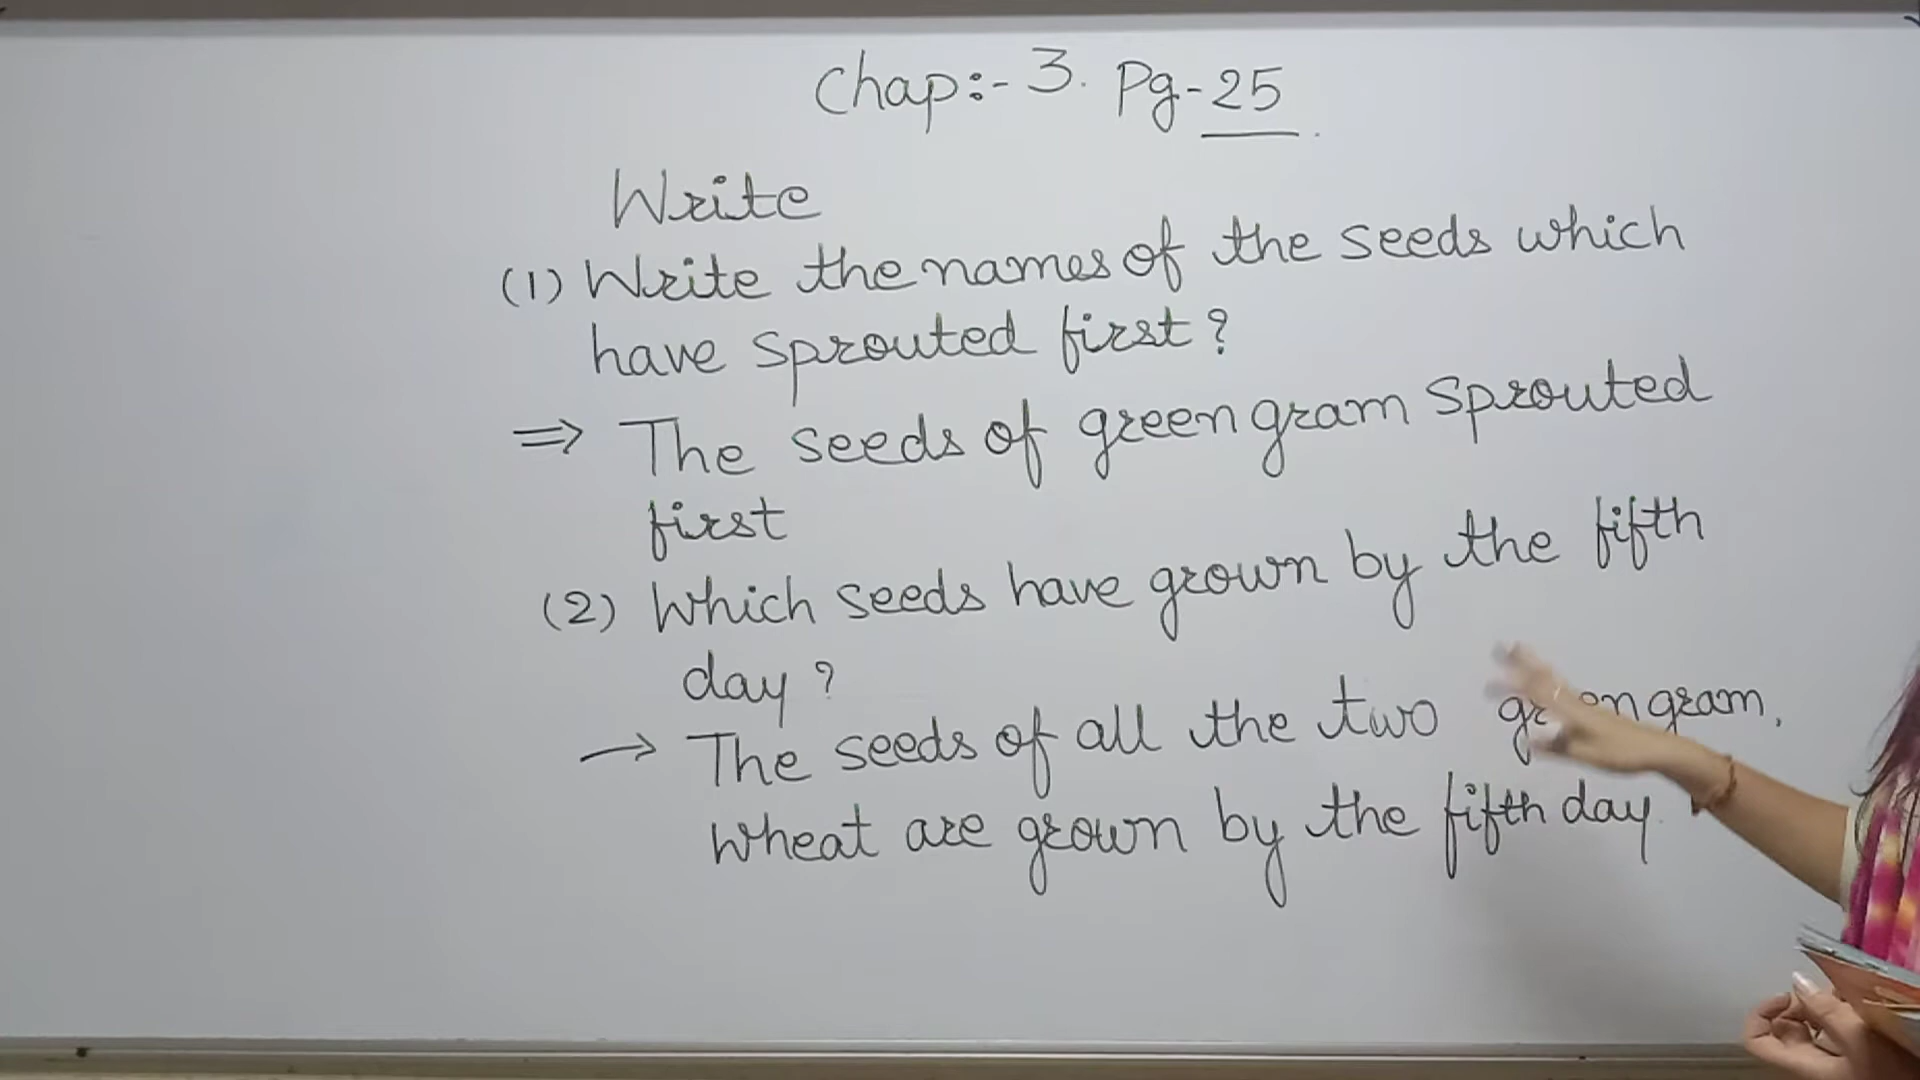 Chap:- 3. Pg-25
Write
(1) Write the names of the seeds which
have sprouted first?
⇒ The seeds of green gram sprouted
first
(2) Which seeds have grown by the fifth
day?
→ The seeds of all the two green gram,
wheat are grown by the fifth day.